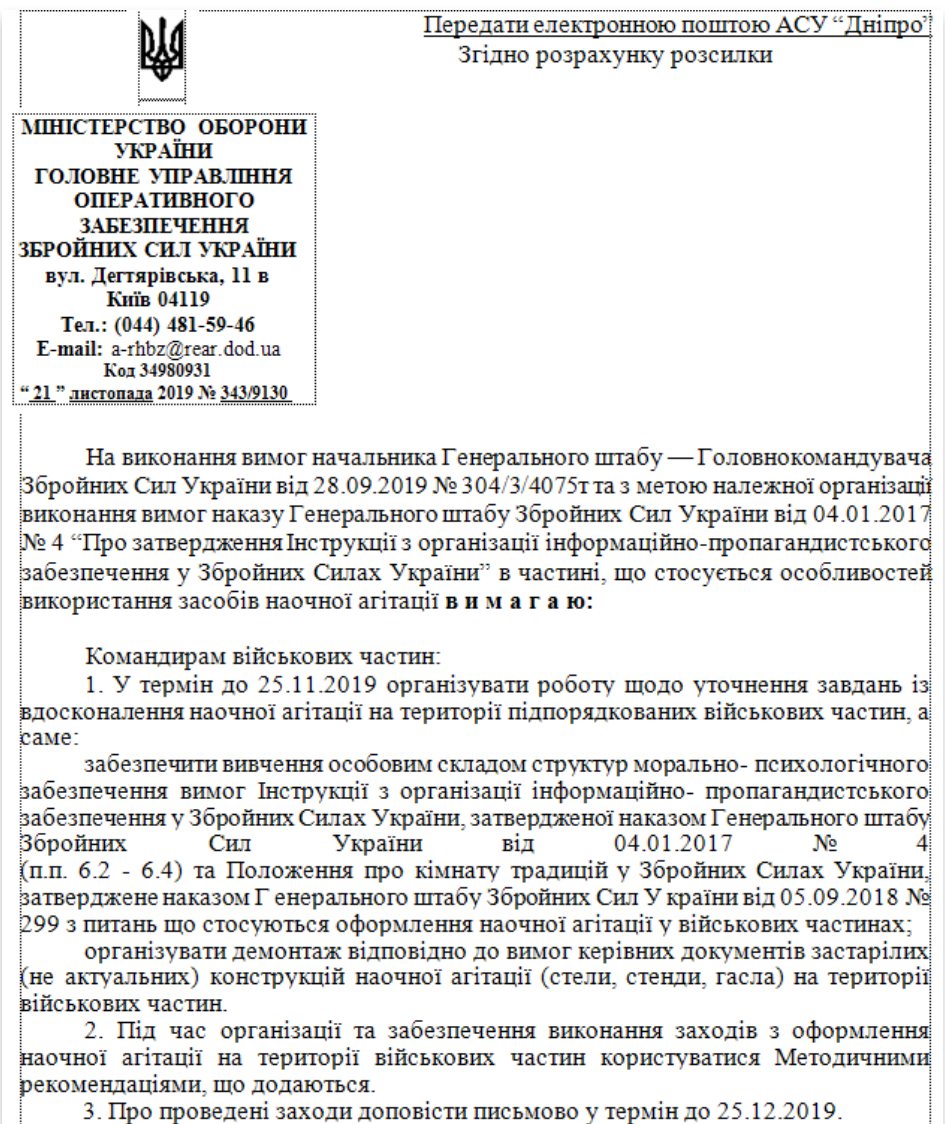 Передати електронною поштою АСУ “Дніпро”
Згідно розрахунку розсилки
МІНІСТЕРСТВО ОБОРОНИ
УКРАЇНИ
ГОЛОВНЕ УПРАВЛІННЯ
ОПЕРАТИВНОГО
ЗАБЕЗПЕЧЕННЯ
ЗБРОЙНИХ СИЛ УКРАЇНИ
вул. Дегтярівська, 11 в
Київ 04119
Тел.: (044) 481-59-46
E-mail: a-rhbz@rear.dod.ua
Код 34980931
“ 21 ” листопада 2019 № 343/9130
На виконання вимог начальника Генерального штабу — Головнокомандувача
Збройних Сил України від 28.09.2019 № 304/3/4075т та з метою належної організації
виконання вимог наказу Генерального штабу Збройних Сил України від 04.01.2017
№ 4 “Про затвердження Інструкції з організації інформаційно-пропагандистського
забезпечення у Збройних Силах України” в частині, що стосується особливостей
використання засобів наочної агітації в и м а г а ю:
Командирам військових частин:
1. У термін до 25.11.2019 організувати роботу щодо уточнення завдань із
вдосконалення наочної агітації на території підпорядкованих військових частин, а
саме:
забезпечити вивчення особовим складом структур морально- психологічного
забезпечення вимог Інструкції з організації інформаційно- пропагандистського
забезпечення у Збройних Силах України, затвердженої наказом Генерального штабу
Збройних Сил України від 04.01.2017 № 4
(п.п. 6.2 - 6.4) та Положення про кімнату традицій у Збройних Силах України,
затверджене наказом Г енерального штабу Збройних Сил У країни від 05.09.2018 №
299 з питань що стосуються оформлення наочної агітації у військових частинах;
організувати демонтаж відповідно до вимог керівних документів застарілих
(не актуальних) конструкцій наочної агітації (стели, стенди, гасла) на території
військових частин.
2. Під час організації та забезпечення виконання заходів з оформлення
наочної агітації на території військових частин користуватися Методичними
рекомендаціями, що додаються.
3. Про проведені заходи доповісти письмово у термін до 25.12.2019.